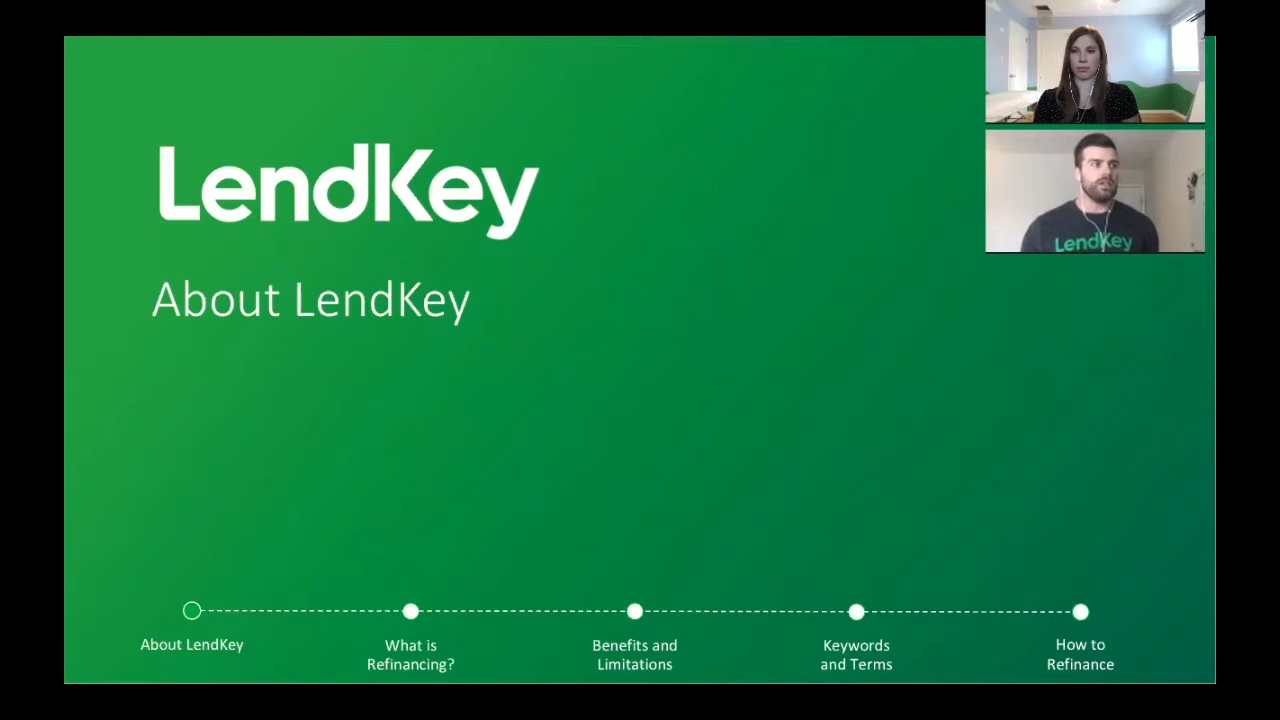 LendKey
About LendKey
LendKey
About LendKey
What is
Refinancing?
Benefits and
Limitations
Keywords
and Terms
How to
Refinance